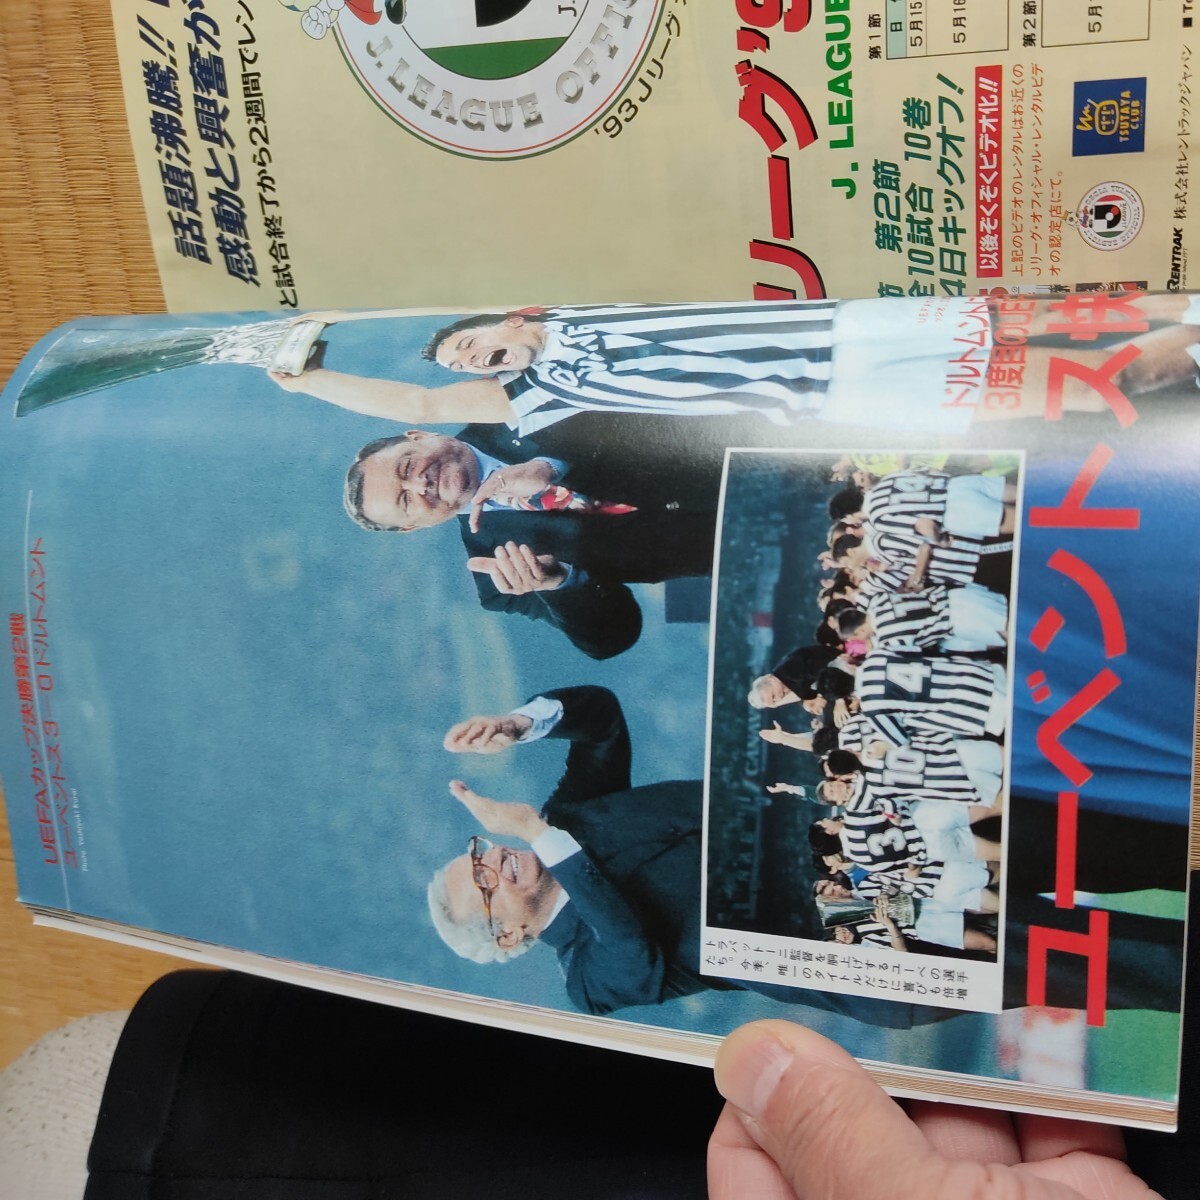 話題沸騰!!
感動と興奮が
と試合終了から2週間でレン
J.LEAGUE OFFIC
'93Jリーグオ
リーグ'9
J. LEAGUE
第1節
5月15
5月16
第2節
5月1
節 第2節
全10試合 10巻
4日キックオフ!
以後ぞくぞくビデオ化!!
上記のビデオのレンタルはお近くの
Jリーグ・オフィシャル・レンタルビデ
オの認定店にて。
TSUTAYA
CLUB
RENTRAK 株式会社レントラックジャパン
UEFAカップ決勝第2戦
ユーベントス3—0ドルトムント
ドルトムント
3度目のUE
ユーベントス快
トラパットーニ監督を胴上げするユーベの選手
たち。今季、唯一のタイトルだけに喜びも倍増